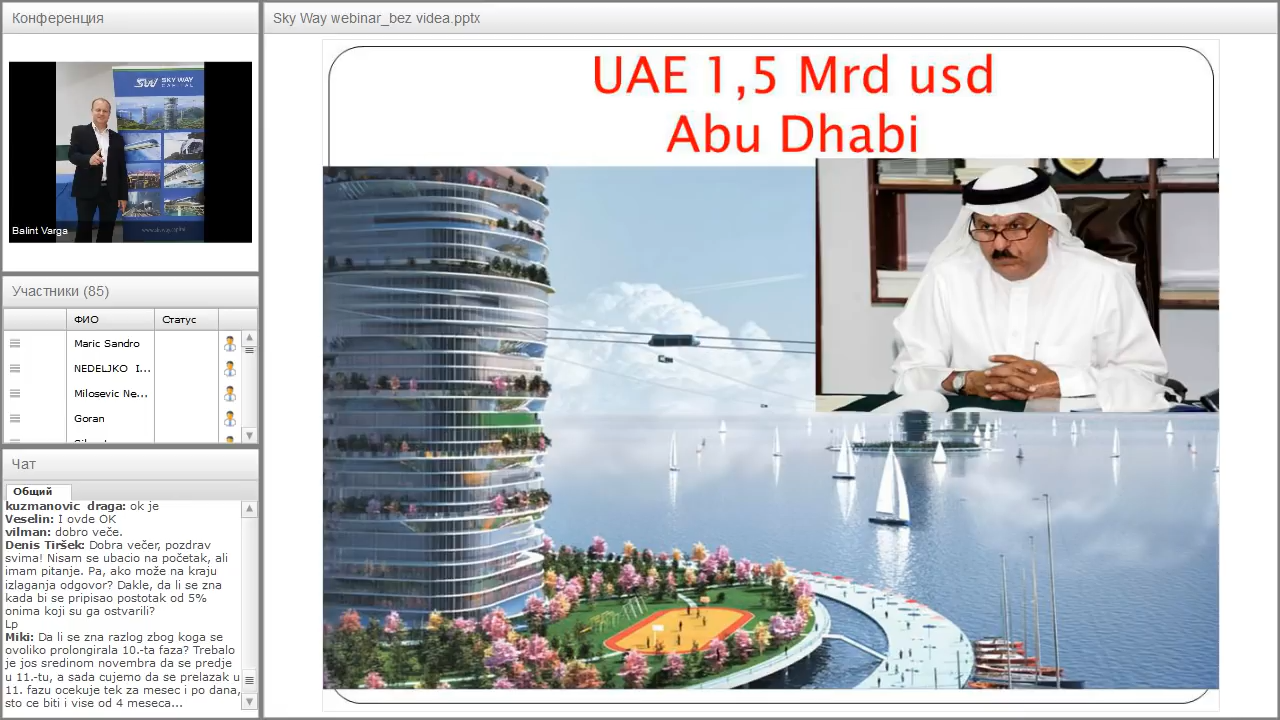 Конференция
SKY WAY
CAPITAL
Balint Varga
Участники (85)
ФИО
Статус
Maric Sandro
NEDELJKO I...
Milosevic Ne...
Goran
Чат
Общий
kuzmanovic draga: ok je
Veselin: I ovde OK
vilman: dobro veče.
Denis Tiršek: Dobra večer, pozdrav
svima! Nisam se ubacio na početak, ali
imam pitanje. Pa, ako može na kraju
izlaganja odgovor? Dakle, da li se zna
kada bi se pripisao postotak od 5%
onima koji su ga ostvarili?
Lp
Miki: Da li se zna razlog zbog koga se
ovoliko prolongirala 10.-ta faza? Trebalo
je jos sredinom novembra da se predje
u 11.-tu, a sada cujemo da se prelazak u
11. fazu ocekuje tek za mesec i po dana,
sto ce biti i vise od 4 meseca...
Sky Way webinar_bez videa.pptx
UAE 1,5 Mrd usd
Abu Dhabi